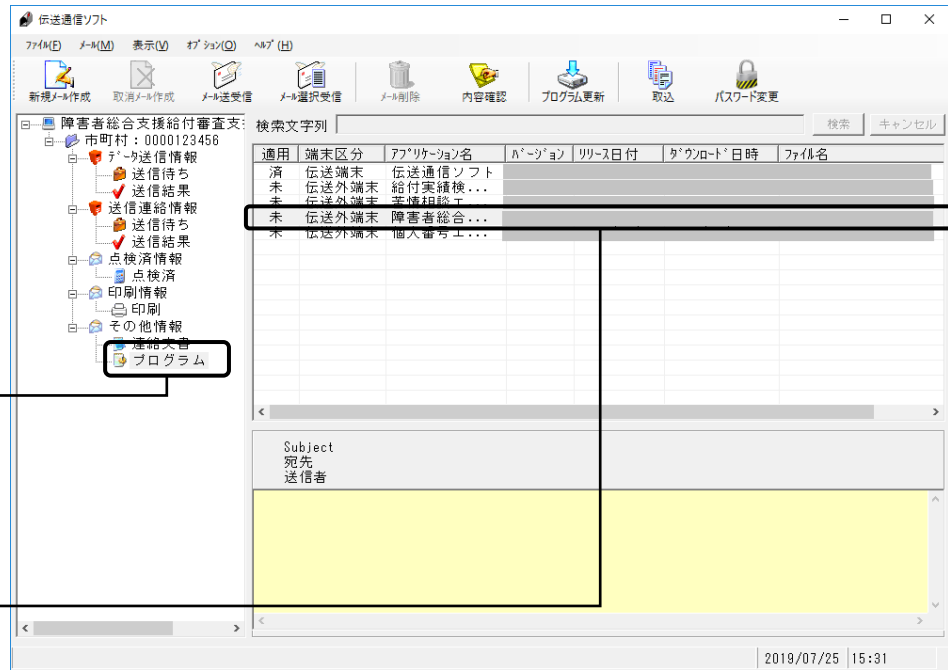 伝送通信ソフト
ﾌｧｲﾙ(F) ﾒｰﾙ(M) 表示(V) ｵﾌﾟｼｮﾝ(O) ﾍﾙﾌﾟ(H)
新規ﾒｰﾙ作成 取消ﾒｰﾙ作成 ﾒｰﾙ送受信 ﾒｰﾙ選択受信 ﾒｰﾙ削除 内容確認 ﾌﾟﾛｸﾞﾗﾑ更新 取込 ﾊﾟｽﾜｰﾄﾞ変更
障害者総合支援給付審査支
市町村：0000123456
ﾃﾞｰﾀ送信情報
送信待ち
送信結果
送信連絡情報
送信待ち
送信結果
点検済情報
点検済
印刷情報
印刷
その他情報
連絡文書
プログラム
検索文字列 検索 キャンセル
適用 端末区分 ｱﾌﾟﾘｹｰｼｮﾝ名 ﾊﾞｰｼﾞｮﾝ ﾘﾘｰｽ日付 ﾀﾞｳﾝﾛｰﾄﾞ日時 ﾌｧｲﾙ名
済 伝送端末 伝送通信ソフト
未 伝送外端末 給付実績検...
未 伝送外端末 苦情相談エ...
未 伝送外端末 障害者総合...
未 伝送外端末 個人番号エ...
Subject
宛先
送信者
2019/07/25 15:31